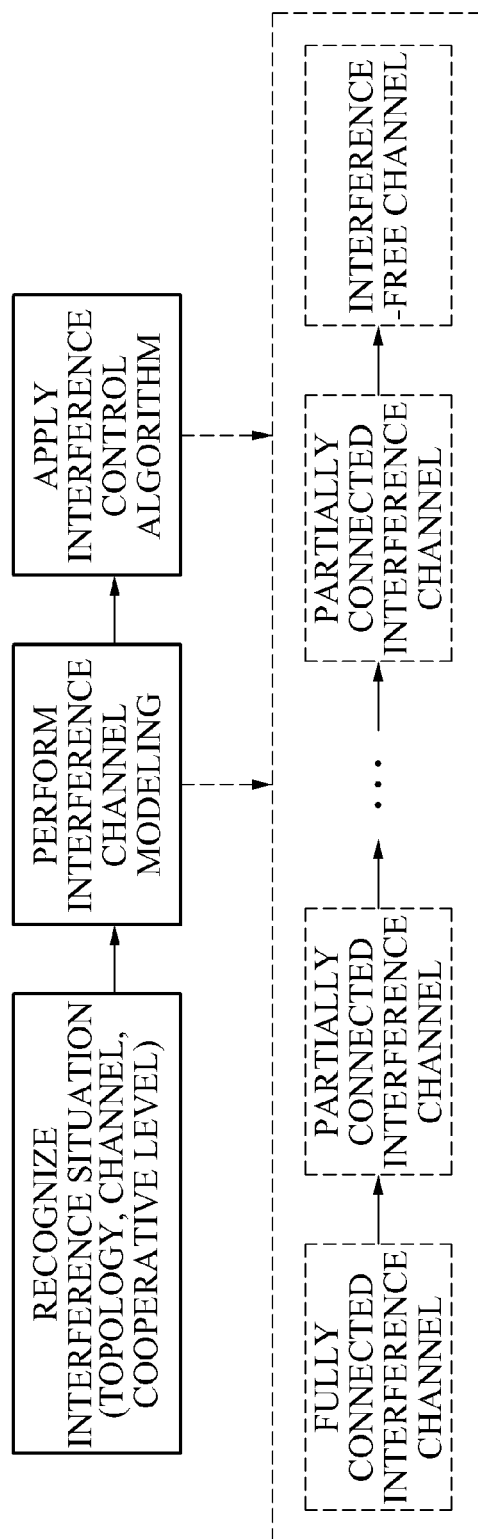 RECOGNIZE
INTERFERENCE SITUATION
(TOPOLOGY, CHANNEL,
COOPERATIVE LEVEL)
PERFORM
INTERFERENCE
CHANNEL
MODELING
APPLY
INTERFERENCE
CONTROL
ALGORITHM
FULLY
CONNECTED
INTERFERENCE
CHANNEL
PARTIALLY
CONNECTED
INTERFERENCE
CHANNEL
...
PARTIALLY
CONNECTED
INTERFERENCE
CHANNEL
INTERFERENCE
-FREE CHANNEL